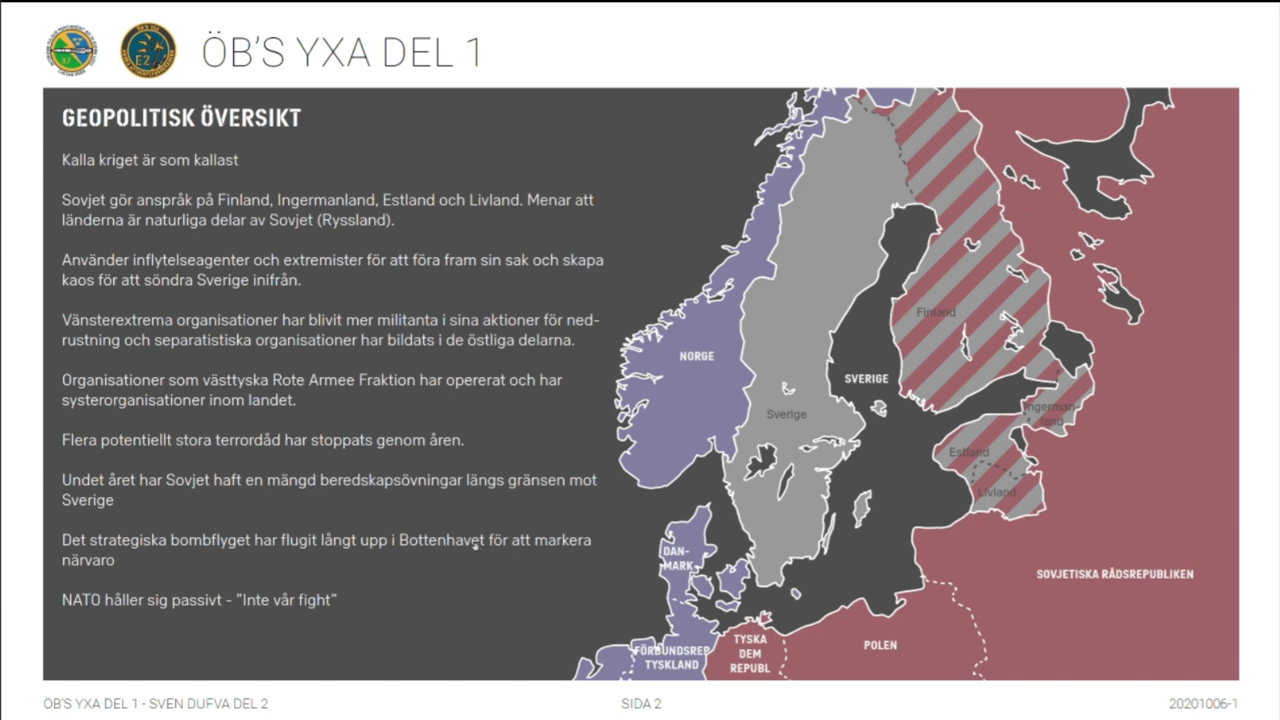 ÖB'S YXA DEL 1
GEOPOLITISK ÖVERSIKT
Kalla kriget är som kallast
Sovjet gör anspråk på Finland, Ingermanland, Estland och Livland. Menar att
länderna är naturliga delar av Sovjet (Ryssland).
Använder inflytelseagenter och extremister för att föra fram sin sak och skapa
kaos för att söndra Sverige inifrån.
Vänsterextrema organisationer har blivit mer militanta i sina aktioner för ned-
rustning och separatistiska organisationer har bildats i de östliga delarna.
Organisationer som västtyska Rote Armee Fraktion har opererat och har
systerorganisationer inom landet.
Flera potentiellt stora terrordåd har stoppats genom åren.
Undet året har Sovjet haft en mängd beredskapsövningar längs gränsen mot
Sverige
Det strategiska bombflyget har flugit långt upp i Bottenhavet för att markera
närvaro
NATO håller sig passivt - "Inte vår fight"
Finland
NORGE
SVERIGE
Sverige
Ingerman-
land
Estland
Livland
DAN-
MARK
SOVJETISKA RÅDSREPUBLIKEN
FÖRBUNDSREP
TYSKLAND
TYSKA
DEM
REPUBL
POLEN
E2
37
ÖB'S YXA DEL 1 - SVEN DUFVA DEL 2
SIDA 2
20201006-1